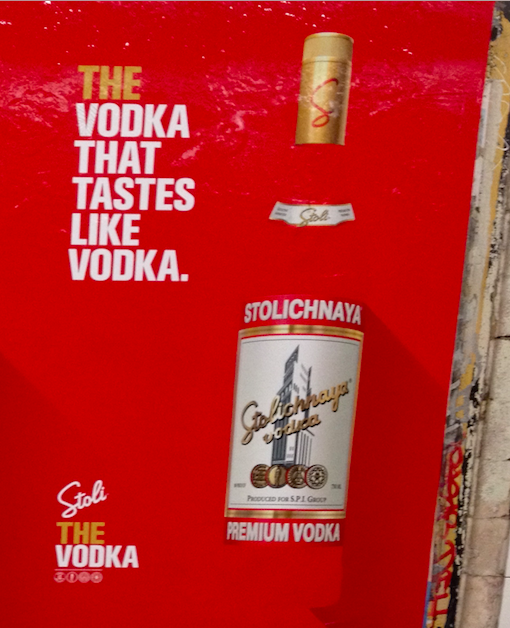 THE
VODKA
THAT
TASTES
LIKE
VODKA.
Stoli
STOLICHNAYA
Stolichnaya
vodka
PRODUCED FOR S.P.I. GROUP
PREMIUM VODKA
Stoli
THE
VODKA